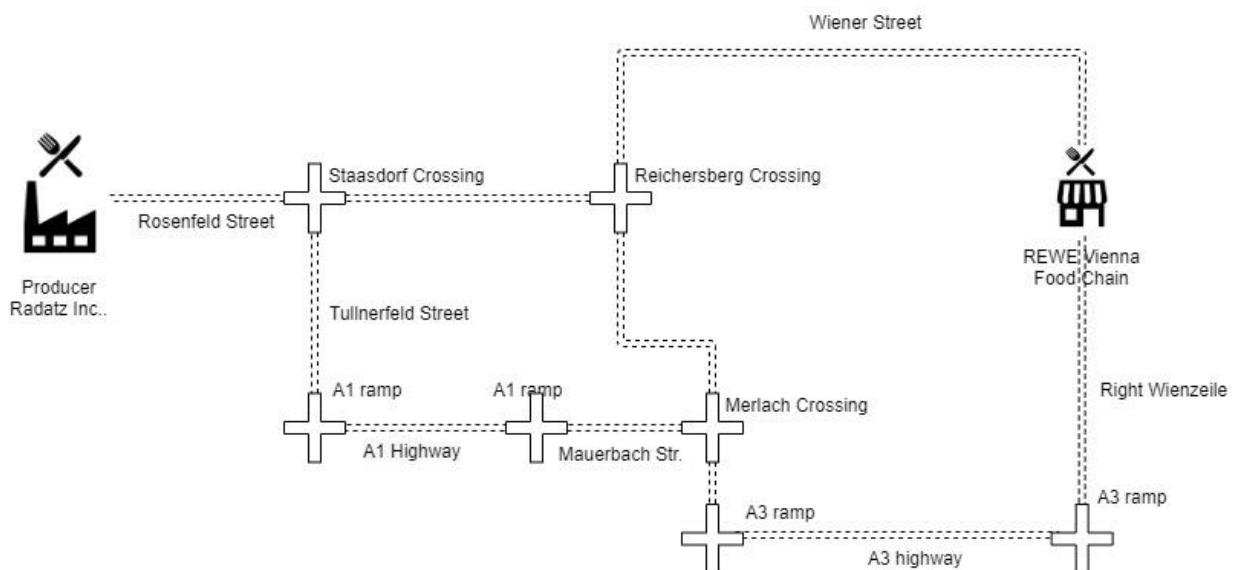 Wiener Street
Staasdorf Crossing
Reichersberg Crossing
Rosenfeld Street
REWE Vienna
Food Chain
Producer
Radatz Inc..
Tullnerfeld Street
A1 ramp
A1 ramp
Right Wienzeile
Merlach Crossing
A1 Highway
Mauerbach Str.
A3 ramp
A3 ramp
A3 highway